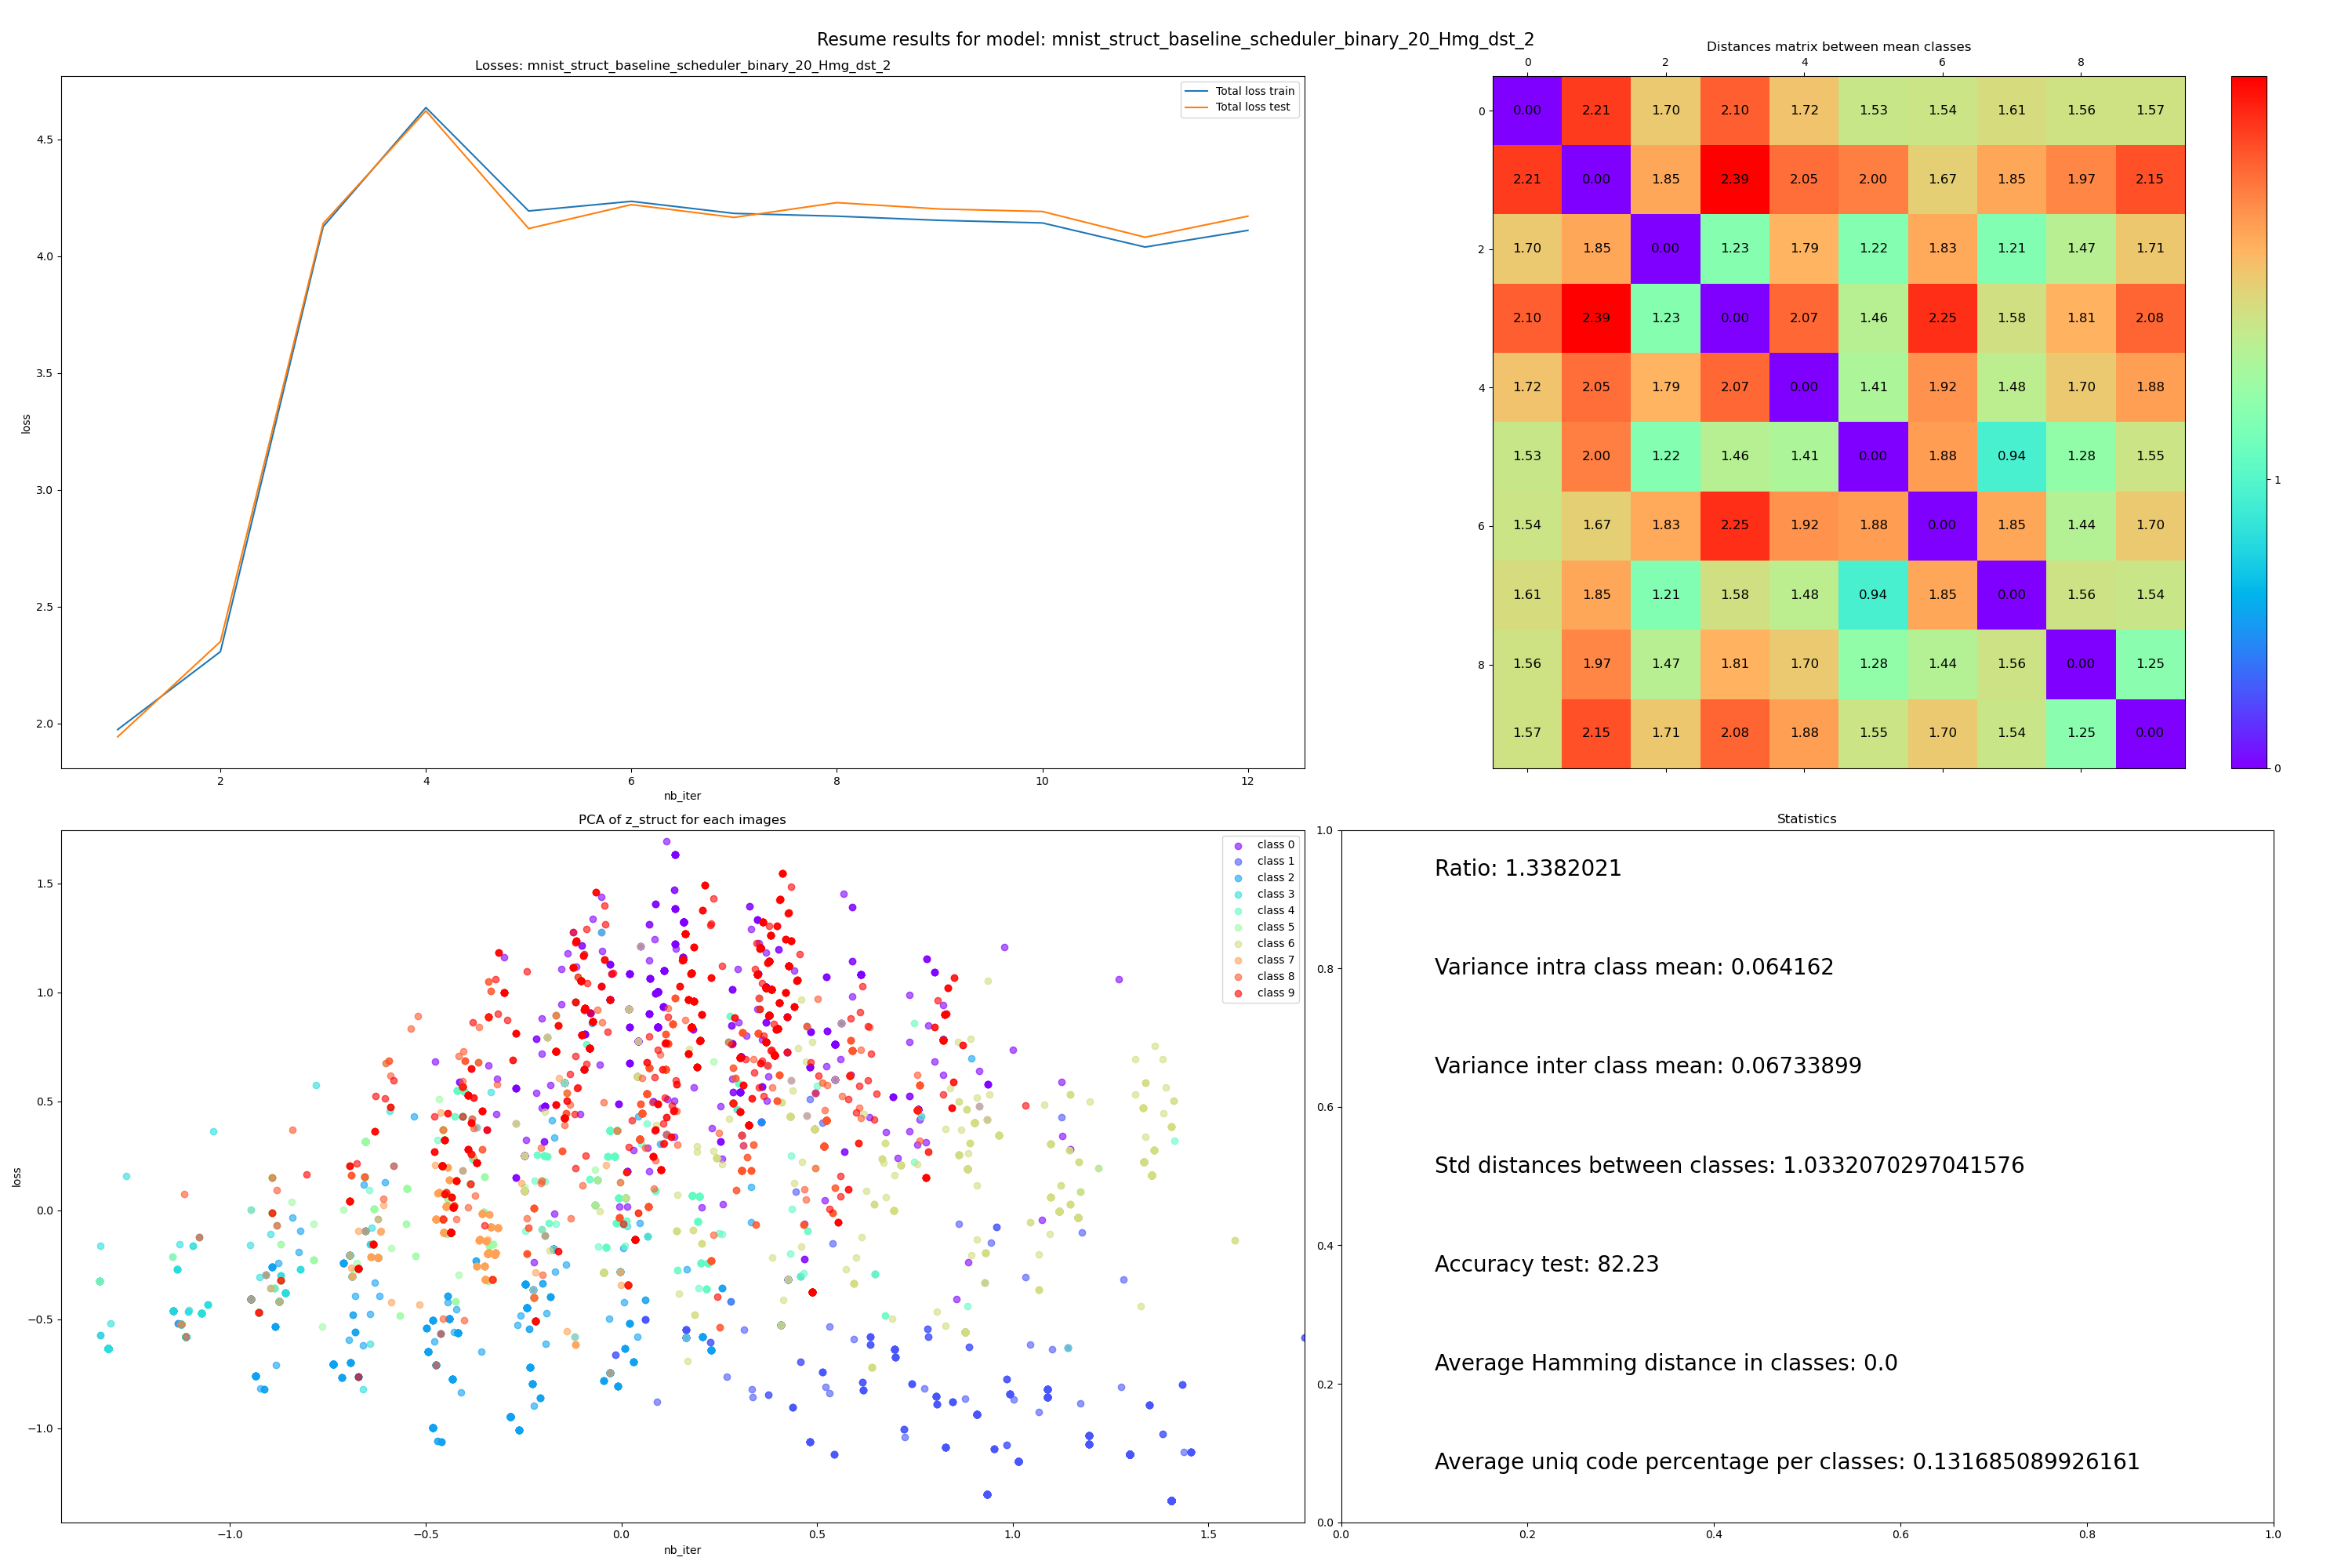 Resume results for model: mnist_struct_baseline_scheduler_binary_20_Hmg_dst_2
Losses: mnist_struct_baseline_scheduler_binary_20_Hmg_dst_2
Total loss train
Total loss test
4.5
4.0
3.5
3.0
2.5
2.0
loss
2 4 6 8 10 12
nb_iter
Distances matrix between mean classes
0 2 4 6 8
0 0.00 2.21 1.70 2.10 1.72 1.53 1.54 1.61 1.56 1.57
2.21 0.00 1.85 2.39 2.05 2.00 1.67 1.85 1.97 2.15
2 1.70 1.85 0.00 1.23 1.79 1.22 1.83 1.21 1.47 1.71
2.10 2.39 1.23 0.00 2.07 1.46 2.25 1.58 1.81 2.08
4 1.72 2.05 1.79 2.07 0.00 1.41 1.92 1.48 1.70 1.88
1.53 2.00 1.22 1.46 1.41 0.00 1.88 0.94 1.28 1.55
6 1.54 1.67 1.83 2.25 1.92 1.88 0.00 1.85 1.44 1.70
1.61 1.85 1.21 1.58 1.48 0.94 1.85 0.00 1.56 1.54
8 1.56 1.97 1.47 1.81 1.70 1.28 1.44 1.56 0.00 1.25
1.57 2.15 1.71 2.08 1.88 1.55 1.70 1.54 1.25 0.00
1
0
PCA of z_struct for each images
class 0
class 1
class 2
class 3
class 4
class 5
class 6
class 7
class 8
class 9
1.5
1.0
0.5
0.0
−0.5
−1.0
loss
−1.0 −0.5 0.0 0.5 1.0 1.5
nb_iter
Statistics
1.0
0.8
0.6
0.4
0.2
0.0
Ratio: 1.3382021
Variance intra class mean: 0.064162
Variance inter class mean: 0.06733899
Std distances between classes: 1.0332070297041576
Accuracy test: 82.23
Average Hamming distance in classes: 0.0
Average uniq code percentage per classes: 0.131685089926161
0.0 0.2 0.4 0.6 0.8 1.0